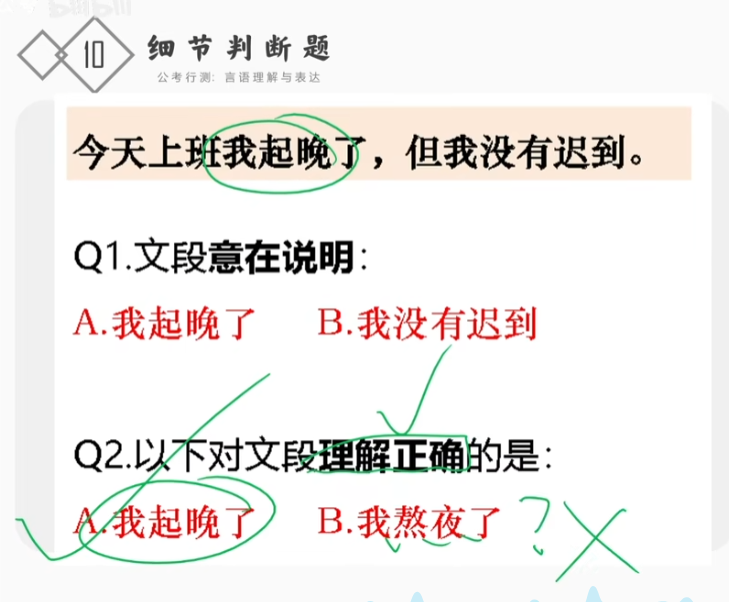 10 细节判断题
公考行测: 言语理解与表达
今天上班我起晚了，但我没有迟到。
Q1.文段意在说明：
A.我起晚了 B.我没有迟到
Q2.以下对文段理解正确的是：
A.我起晚了 B.我熬夜了 ?